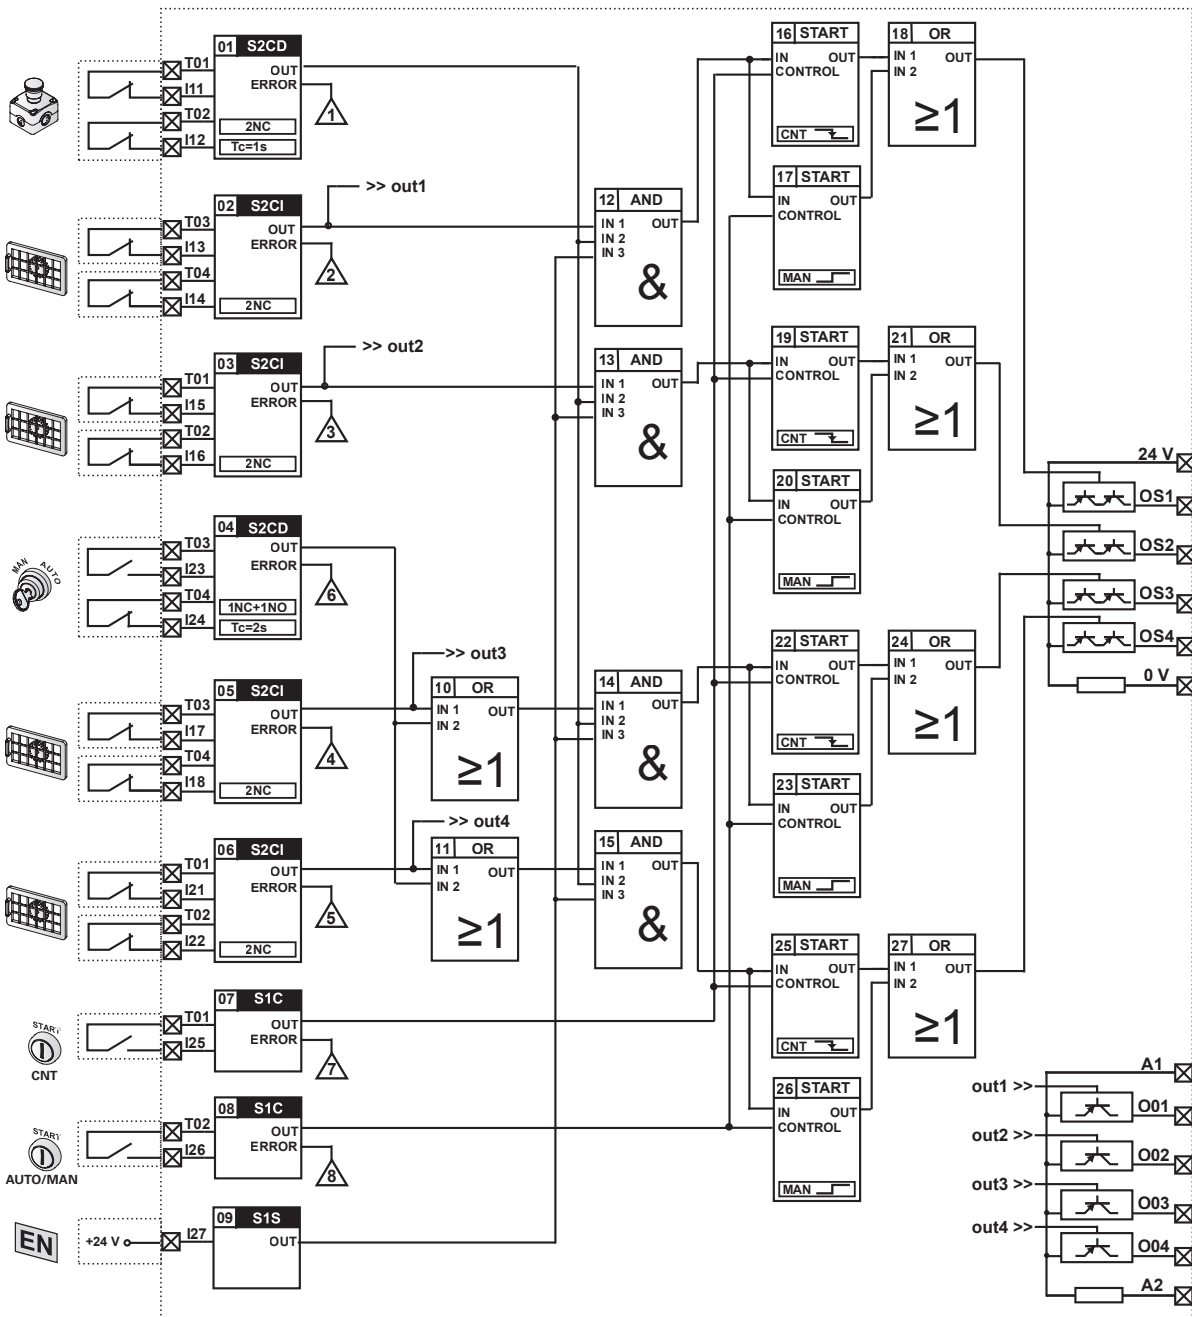 01 S2CD
T01
I11
T02
I12
OUT
ERROR
2NC
Tc=1s
1
02 S2CI
T03
I13
T04
I14
OUT
ERROR
2NC
2
>> out1
03 S2CI
T01
I15
T02
I16
OUT
ERROR
2NC
3
>> out2
MAN AUTO
04 S2CD
T03
I23
T04
I24
OUT
ERROR
1NC+1NO
Tc=2s
6
05 S2CI
T03
I17
T04
I18
OUT
ERROR
2NC
4
>> out3
06 S2CI
T01
I21
T02
I22
OUT
ERROR
2NC
5
>> out4
START
CNT
07 S1C
T01
I25
OUT
ERROR
7
START
AUTO/MAN
08 S1C
T02
I26
OUT
ERROR
8
EN
+24 V
I27
09 S1S
OUT
10 OR
IN 1 OUT
IN 2
≥1
11 OR
IN 1 OUT
IN 2
≥1
12 AND
IN 1 OUT
IN 2
IN 3
&
13 AND
IN 1 OUT
IN 2
IN 3
&
14 AND
IN 1 OUT
IN 2
IN 3
&
15 AND
IN 1 OUT
IN 2
IN 3
&
16 START
IN OUT
CONTROL
CNT
17 START
IN OUT
CONTROL
MAN
18 OR
IN 1 OUT
IN 2
≥1
19 START
IN OUT
CONTROL
CNT
20 START
IN OUT
CONTROL
MAN
21 OR
IN 1 OUT
IN 2
≥1
22 START
IN OUT
CONTROL
CNT
23 START
IN OUT
CONTROL
MAN
24 OR
IN 1 OUT
IN 2
≥1
25 START
IN OUT
CONTROL
CNT
26 START
IN OUT
CONTROL
MAN
27 OR
IN 1 OUT
IN 2
≥1
24 V
OS1
OS2
OS3
OS4
0 V
A1
out1 >>
O01
out2 >>
O02
out3 >>
O03
out4 >>
O04
A2